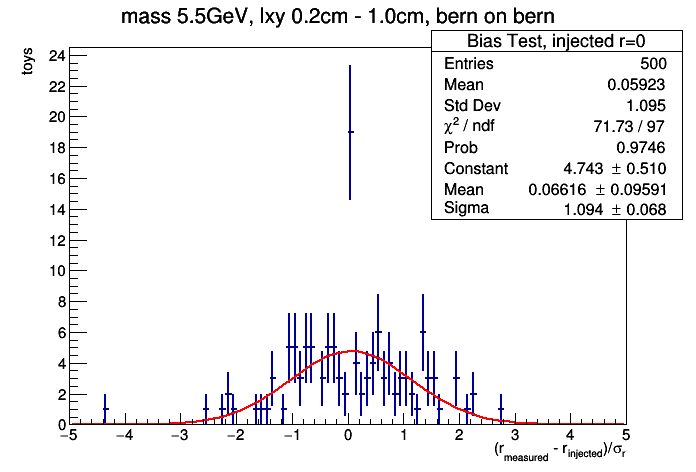 mass 5.5GeV, lxy 0.2cm - 1.0cm, bern on bern
Bias Test, injected r=0
Entries 500
Mean 0.05923
Std Dev 1.095
χ² / ndf 71.73 / 97
Prob 0.9746
Constant 4.743 ± 0.510
Mean 0.06616 ± 0.09591
Sigma 1.094 ± 0.068
toys
24
22
20
18
16
14
12
10
8
6
4
2
0
−5 −4 −3 −2 −1 0 1 2 3 4 5
(r_measured - r_injected)/σ_r